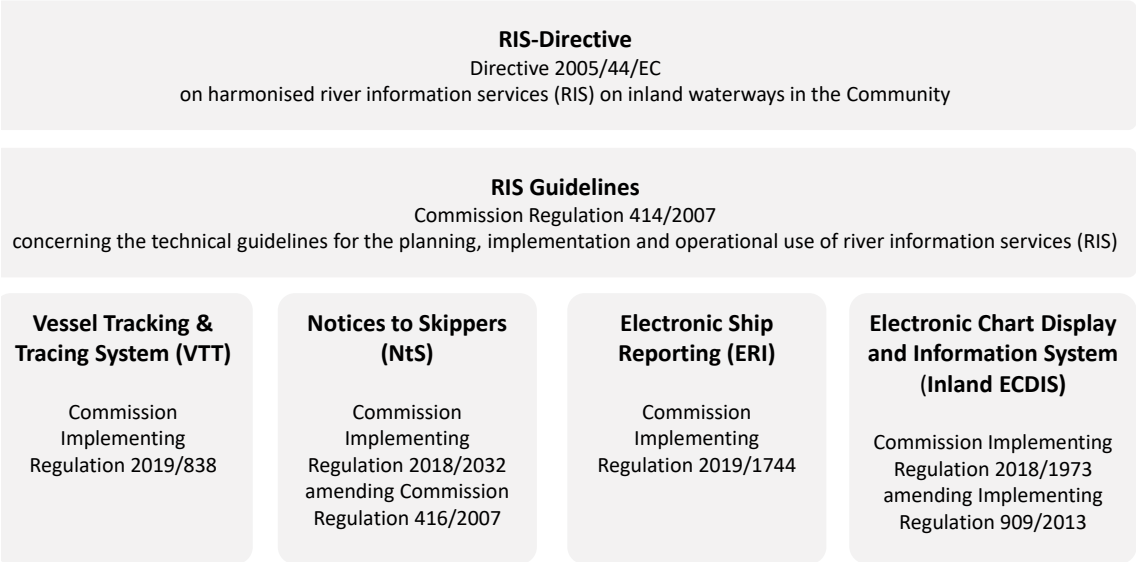 RIS-Directive
Directive 2005/44/EC
on harmonised river information services (RIS) on inland waterways in the Community
RIS Guidelines
Commission Regulation 414/2007
concerning the technical guidelines for the planning, implementation and operational use of river information services (RIS)
Vessel Tracking &
Tracing System (VTT)
Commission
Implementing
Regulation 2019/838
Notices to Skippers
(NtS)
Commission
Implementing
Regulation 2018/2032
amending Commission
Regulation 416/2007
Electronic Ship
Reporting (ERI)
Commission
Implementing
Regulation 2019/1744
Electronic Chart Display
and Information System
(Inland ECDIS)
Commission Implementing
Regulation 2018/1973
amending Implementing
Regulation 909/2013